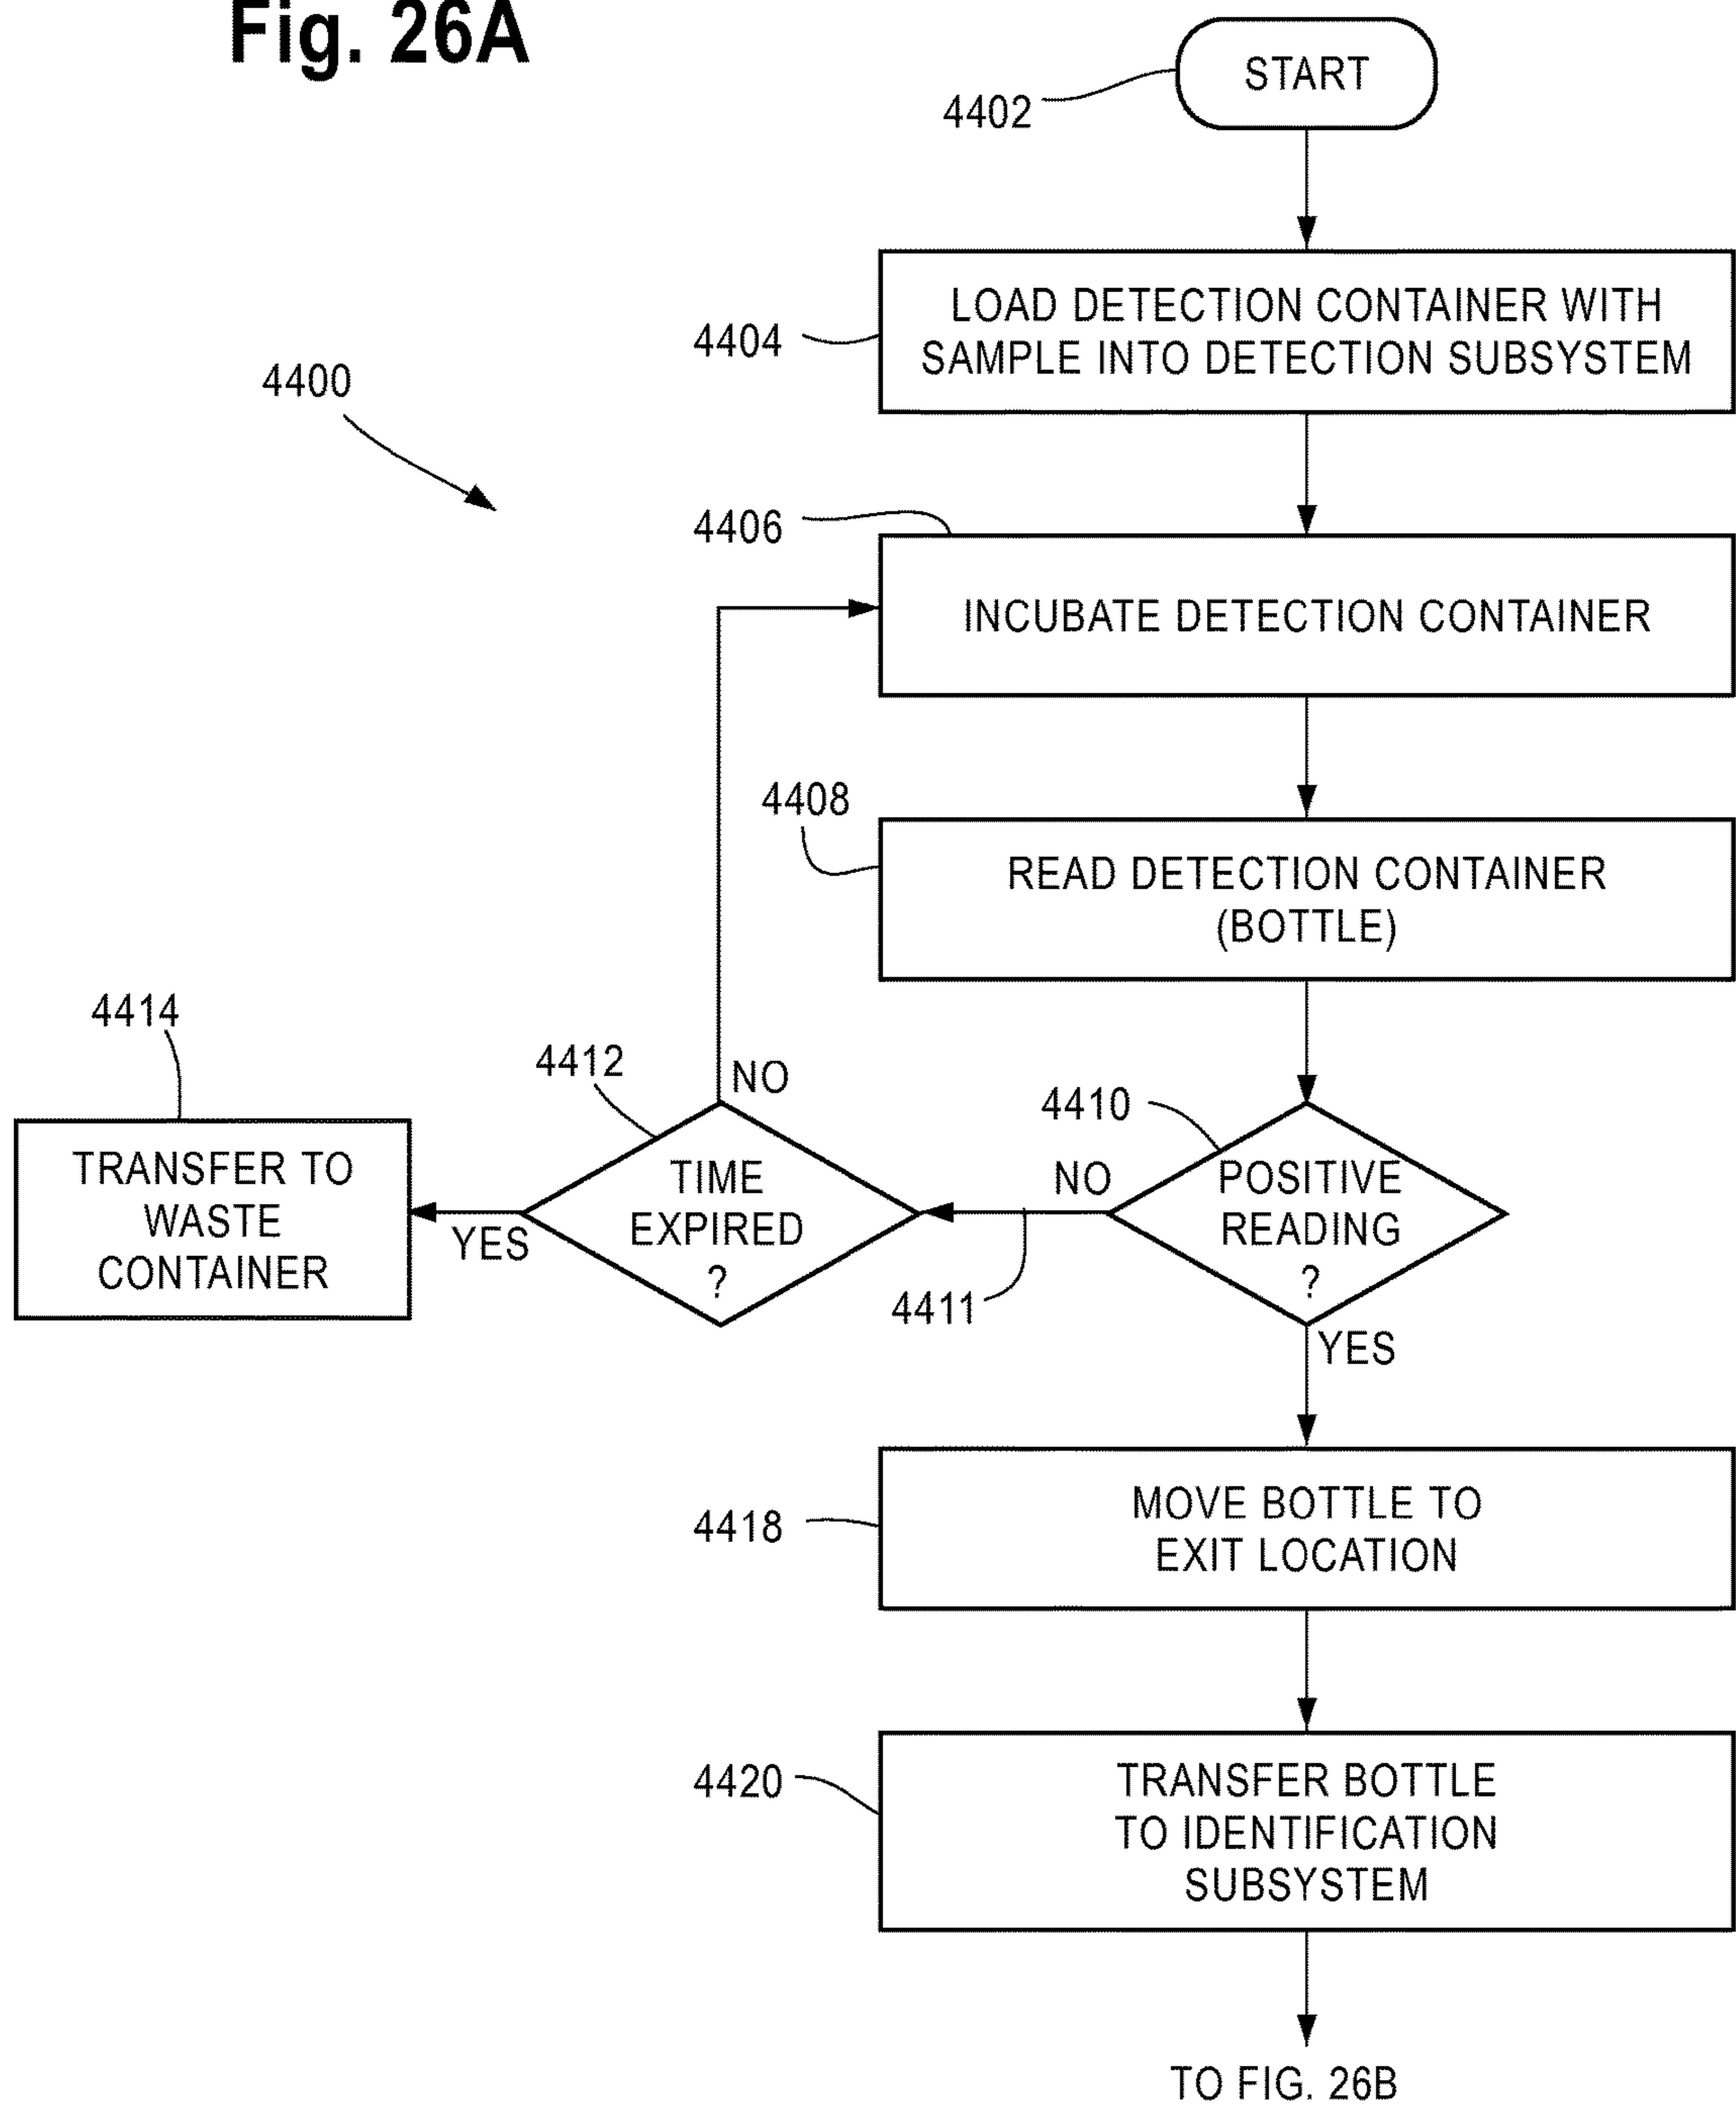 Fig. 26A
START
4402
LOAD DETECTION CONTAINER WITH
SAMPLE INTO DETECTION SUBSYSTEM
4404
4400
4406
INCUBATE DETECTION CONTAINER
4408
READ DETECTION CONTAINER
(BOTTLE)
4414
4412
NO
4410
TRANSFER TO
WASTE
CONTAINER
YES
TIME
EXPIRED
?
NO
4411
POSITIVE
READING
?
YES
4418
MOVE BOTTLE TO
EXIT LOCATION
4420
TRANSFER BOTTLE
TO IDENTIFICATION
SUBSYSTEM
TO FIG. 26B